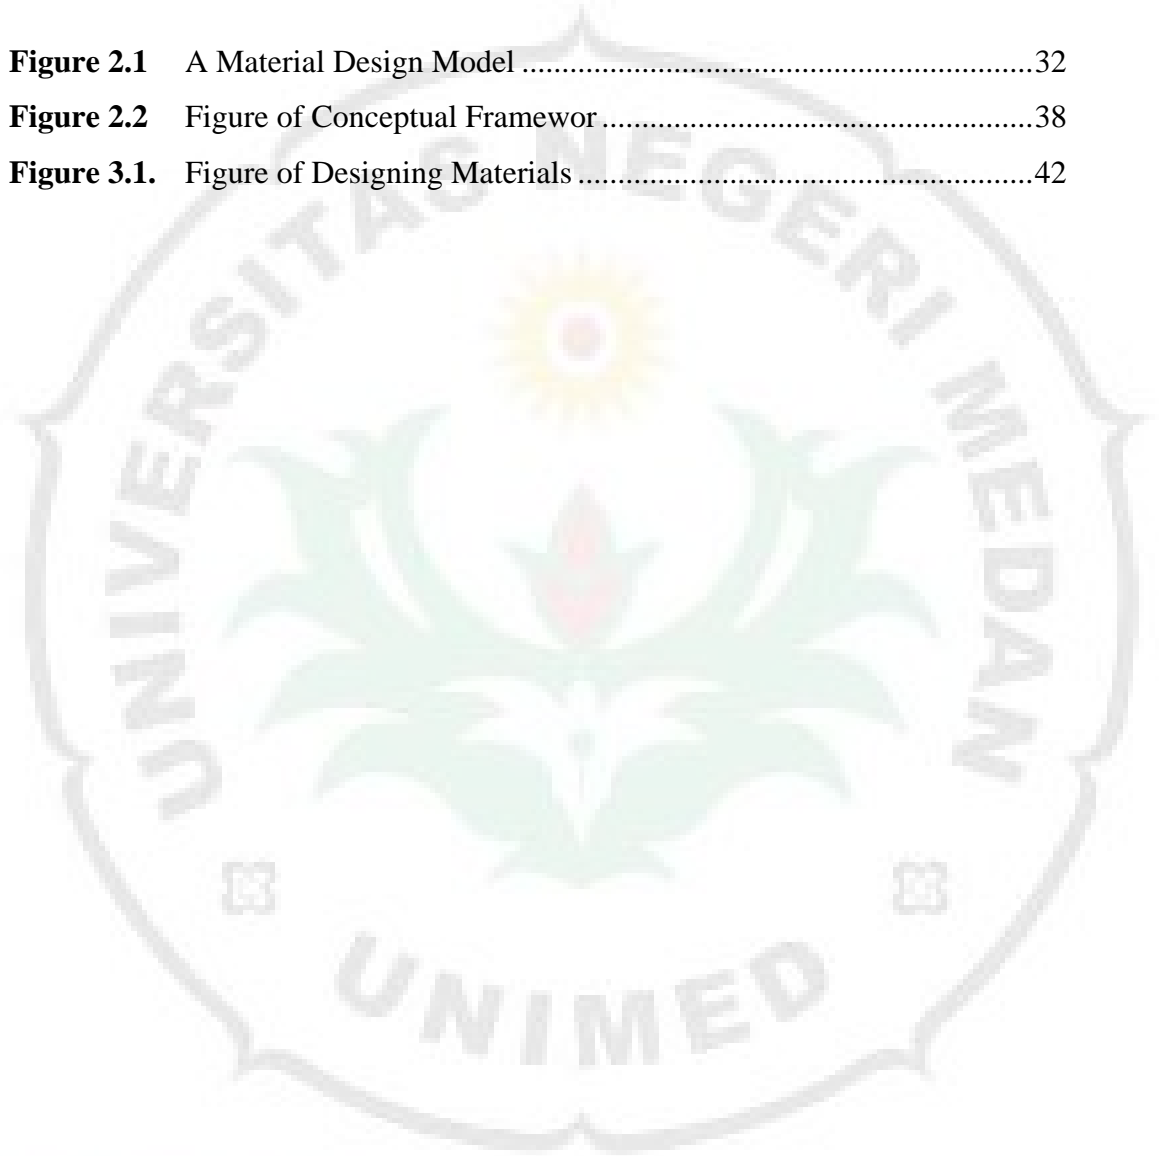 Figure 2.1 A Material Design Model ................................................................32
Figure 2.2 Figure of Conceptual Framewor.......................................................38
Figure 3.1. Figure of Designing Materials .........................................................42
UNIVERSITAS NEGERI MEDAN
UNIMED